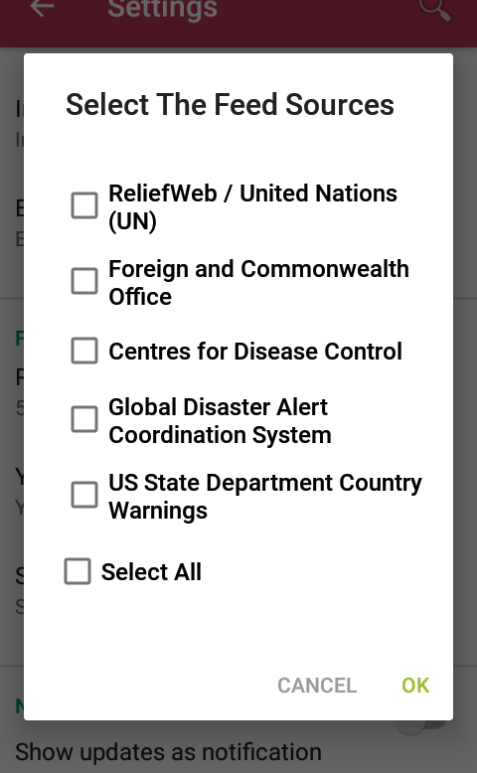 Settings
Select The Feed Sources
ReliefWeb / United Nations
(UN)
Foreign and Commonwealth
Office
Centres for Disease Control
Global Disaster Alert
Coordination System
US State Department Country
Warnings
Select All
CANCEL OK
Show updates as notification